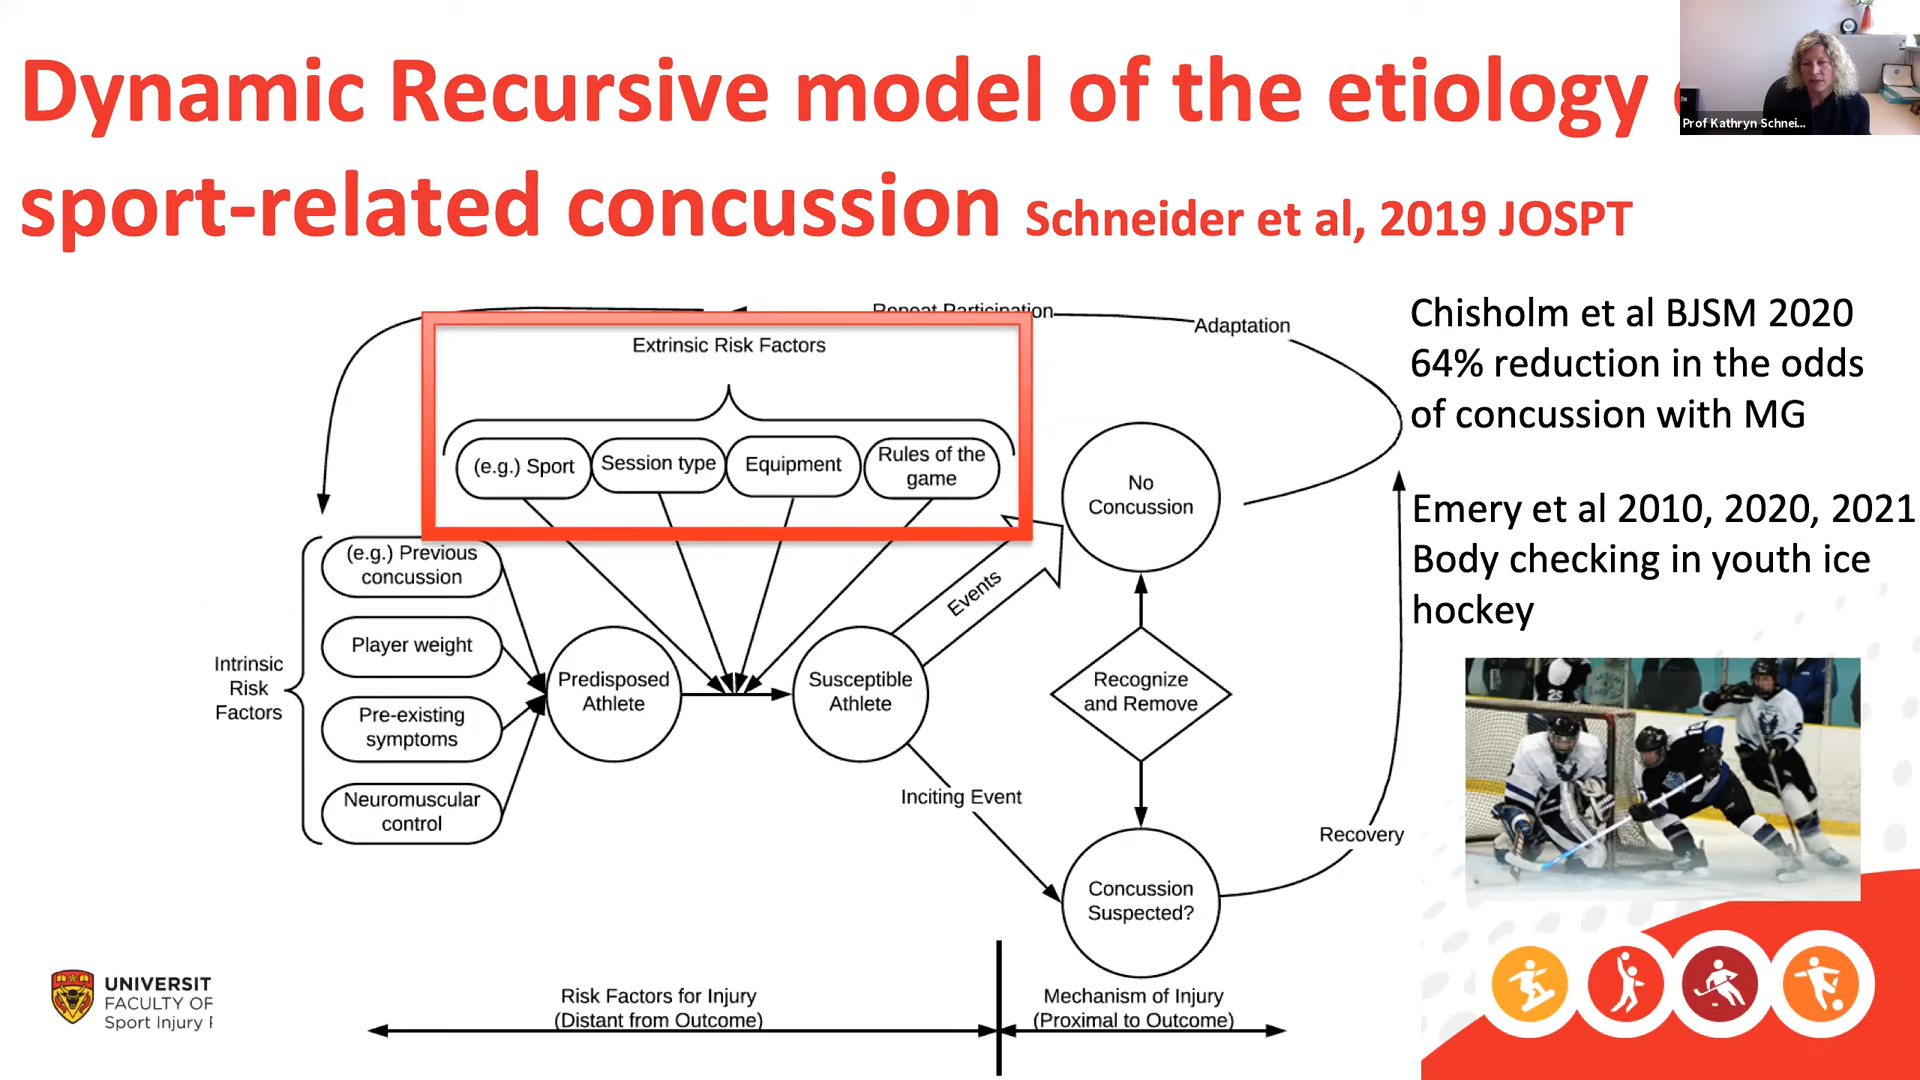 Dynamic Recursive model of the etiology
sport-related concussion Schneider et al, 2019 JOSPT
Prof Kathryn Schnei...
Repeat Participation
Adaptation
Extrinsic Risk Factors
(e.g.) Sport
Session type
Equipment
Rules of the
game
No
Concussion
(e.g.) Previous
concussion
Player weight
Pre-existing
symptoms
Neuromuscular
control
Intrinsic
Risk
Factors
Predisposed
Athlete
Susceptible
Athlete
Events
Inciting Event
Recognize
and Remove
Concussion
Suspected?
Recovery
Chisholm et al BJSM 2020
64% reduction in the odds
of concussion with MG
Emery et al 2010, 2020, 2021
Body checking in youth ice
hockey
25
UNIVERSIT
FACULTY OF
Sport Injury
Risk Factors for Injury
(Distant from Outcome)
Mechanism of Injury
(Proximal to Outcome)